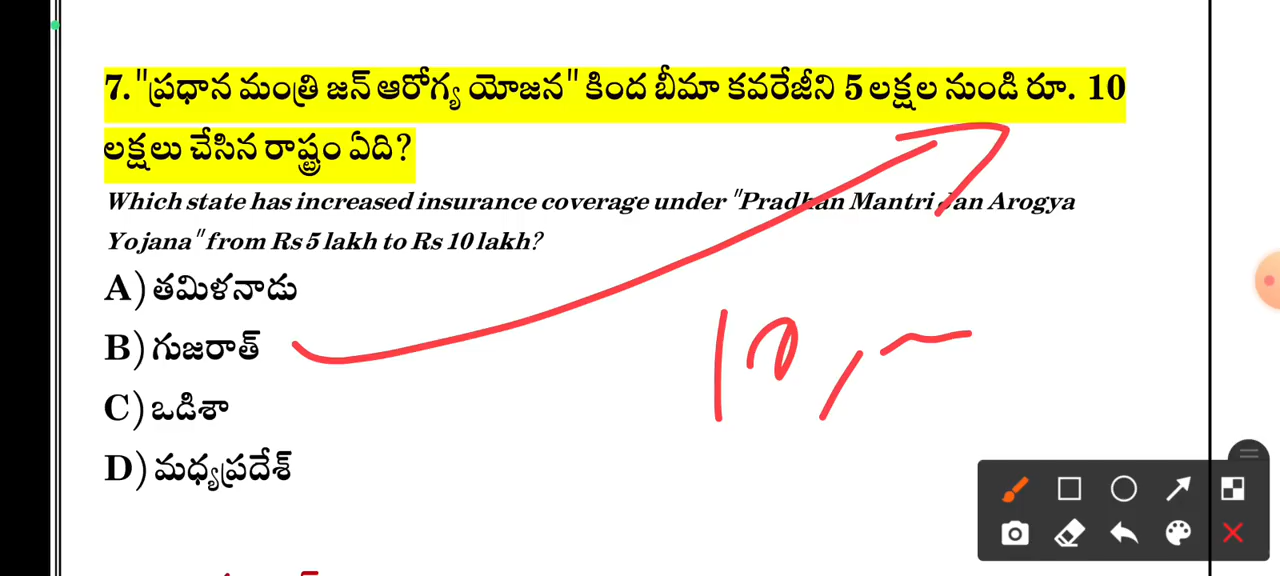 7."ప్రధాన మంత్రి జన్ ఆరోగ్య యోజన" కింద బీమా కవరేజీని 5 లక్షల నుండి రూ. 10
లక్షలు చేసిన రాష్ట్రం ఏది?
Which state has increased insurance coverage under "Pradhan Mantri Jan Arogya
Yojana" from Rs 5 lakh to Rs 10 lakh?
A) తమిళనాడు
B) గుజరాత్
C) ఒడిశా
D) మధ్యప్రదేశ్